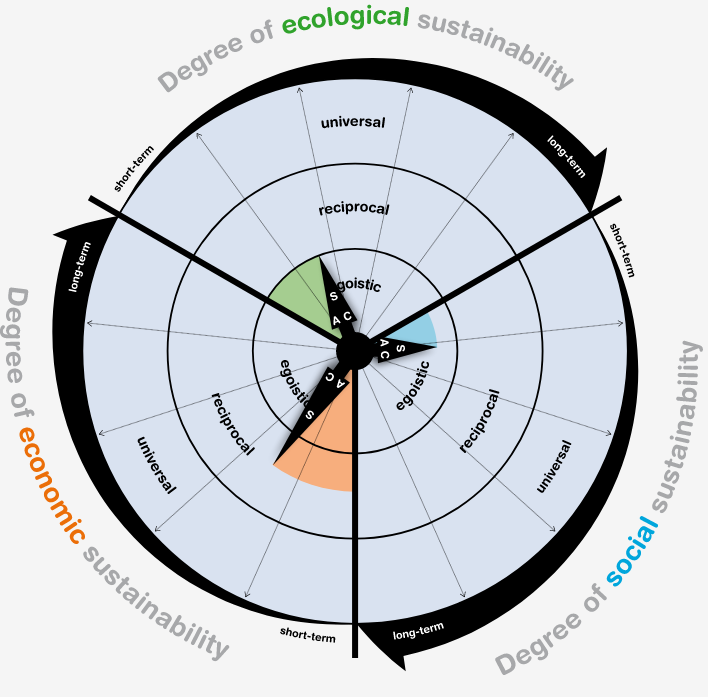 Degree of ecological sustainability
short-term
long-term
universal
reciprocal
goistic
S
A C
short-term
A S
C
egoistic
reciprocal
universal
long-term
Degree of social sustainability
long-term
egoistic
reciprocal
universal
C A
S
short-term
Degree of economic sustainability